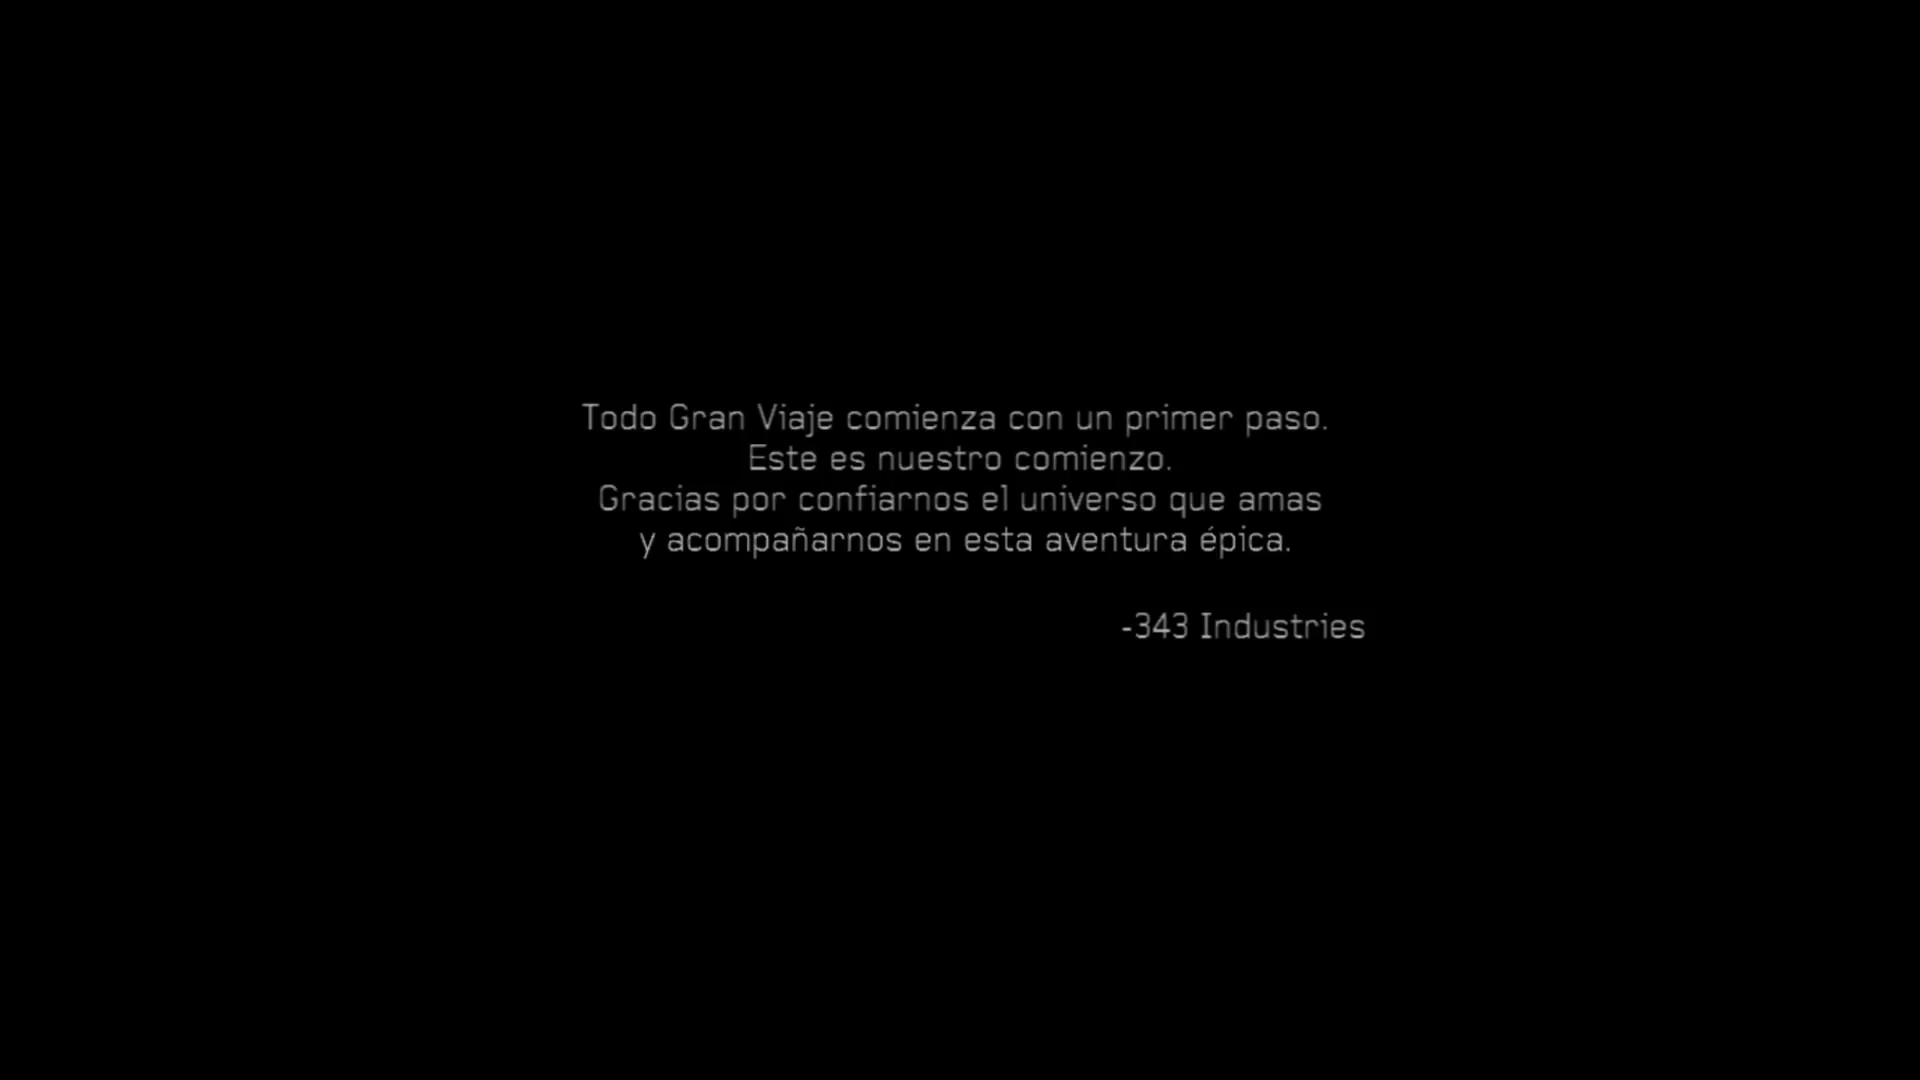 Todo Gran Viaje comienza con un primer paso.
Este es nuestro comienzo.
Gracias por confiarnos el universo que amas
y acompañarnos en esta aventura épica.
-343 Industries